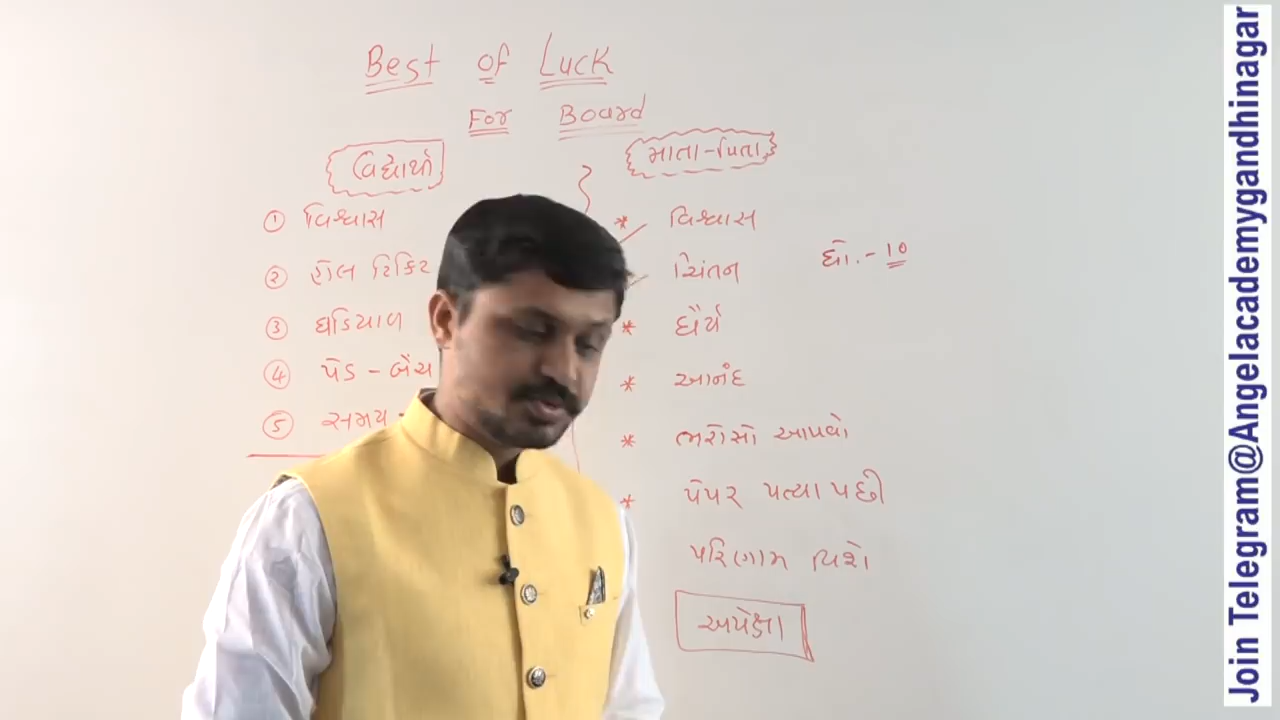 Best of Luck
For Board
વિદ્યાર્થી
① વિશ્વાસ
② હોલ ટિકિટ
③ ઘડિયાળ
④ પેડ - બેંચ
⑤ સમય -
માતા - પિતા
* વિશ્વાસ
ચિંતન
* ધૈર્ય
* આનંદ
* ભરોસો આપવો
* પેપર પત્યા પછી
પરિણામ વિશે
અપેક્ષા
ધો. - 10
Join Telegram@Angelacademygandhinagar